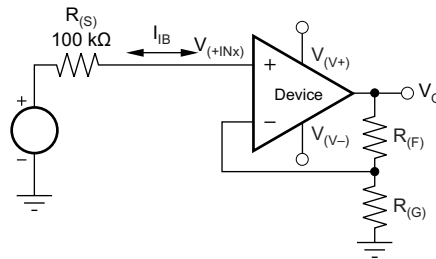 R(S)
100 kΩ
IIB
V(+INx)
V(V+)
+
+
−
Device
−
V(V−)
VO
R(F)
R(G)